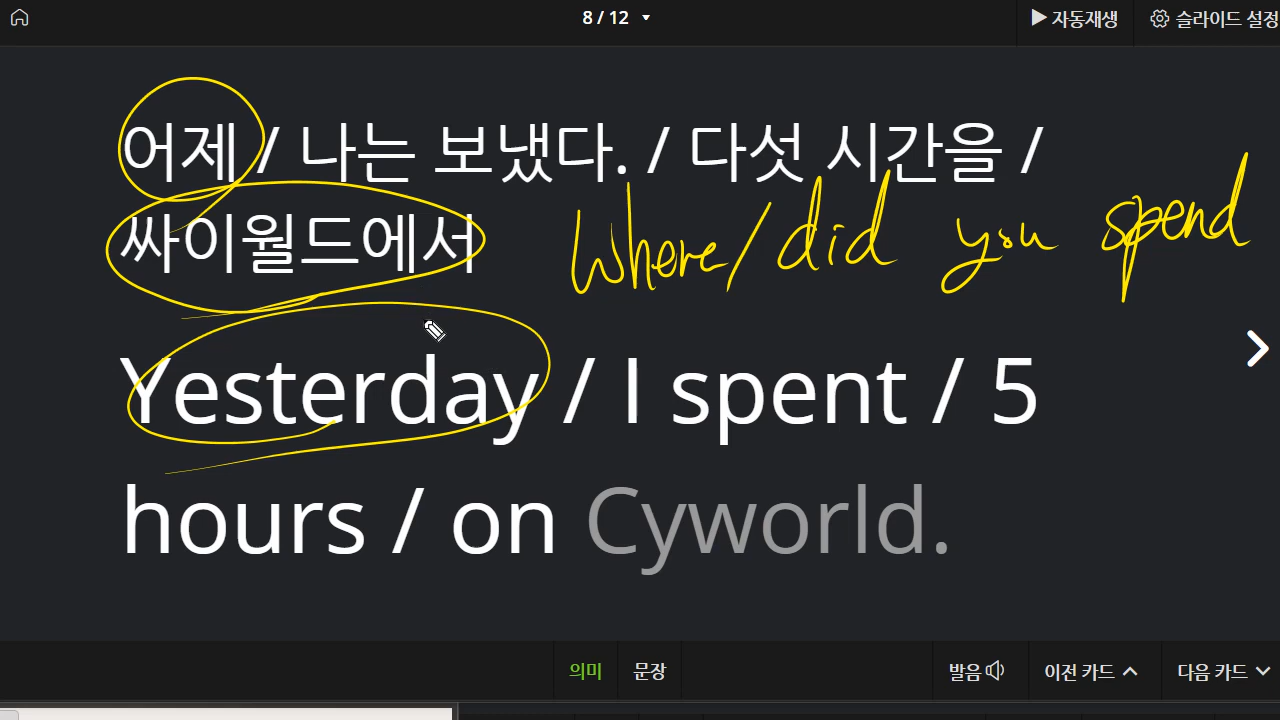 8 / 12
자동재생
슬라이드 설정
어제 / 나는 보냈다. / 다섯 시간을 /
싸이월드에서
Where / did you spend
Yesterday / I spent / 5
hours / on Cyworld.
의미
문장
발음
이전 카드
다음 카드